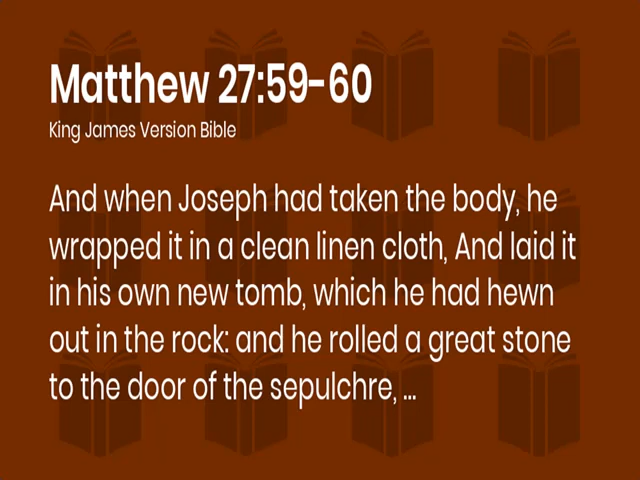 Matthew 27:59-60
King James Version Bible
And when Joseph had taken the body, he
wrapped it in a clean linen cloth, And laid it
in his own new tomb, which he had hewn
out in the rock: and he rolled a great stone
to the door of the sepulchre, ...